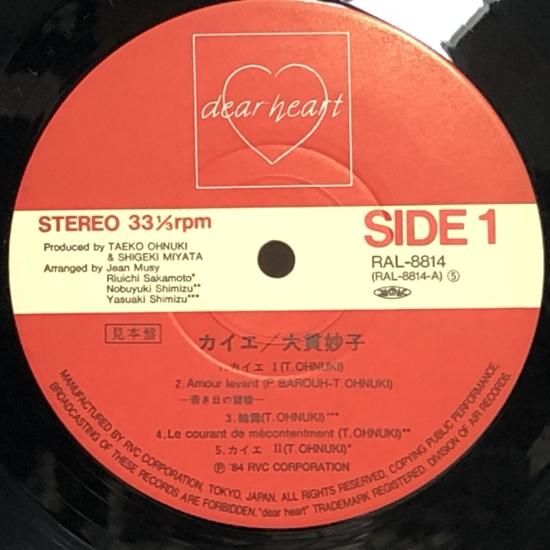 dear heart
STEREO 33⅓rpm
SIDE 1
Produced by TAEKO OHNUKI
& SHIGEKI MIYATA
Arranged by Jean Musy
Riuichi Sakamoto*
Nobuyuki Shimizu**
Yasuaki Shimizu***
RAL-8814
(RAL-8814-A) Ⓢ
見本盤
カイエ/大貫妙子
1.カイエ I (T.OHNUKI)
2.Amour levant (P.BAROUH-T.OHNUKI)
—若き日の望楼—
3.輪舞(T.OHNUKI)***
4.Le courant de mécontentment (T.OHNUKI)**
5.カイエ II (T.OHNUKI)*
Ⓟ '84 RVC CORPORATION
MANUFACTURED BY RVC CORPORATION, TOKYO, JAPAN. ALL RIGHTS RESERVED. COPYING PUBLIC PERFORMANCE.
BROADCASTING OF THESE RECORDS ARE FORBIDDEN. "dear heart" TRADEMARK REGISTERED. DIVISION OF AIR RECORDS.